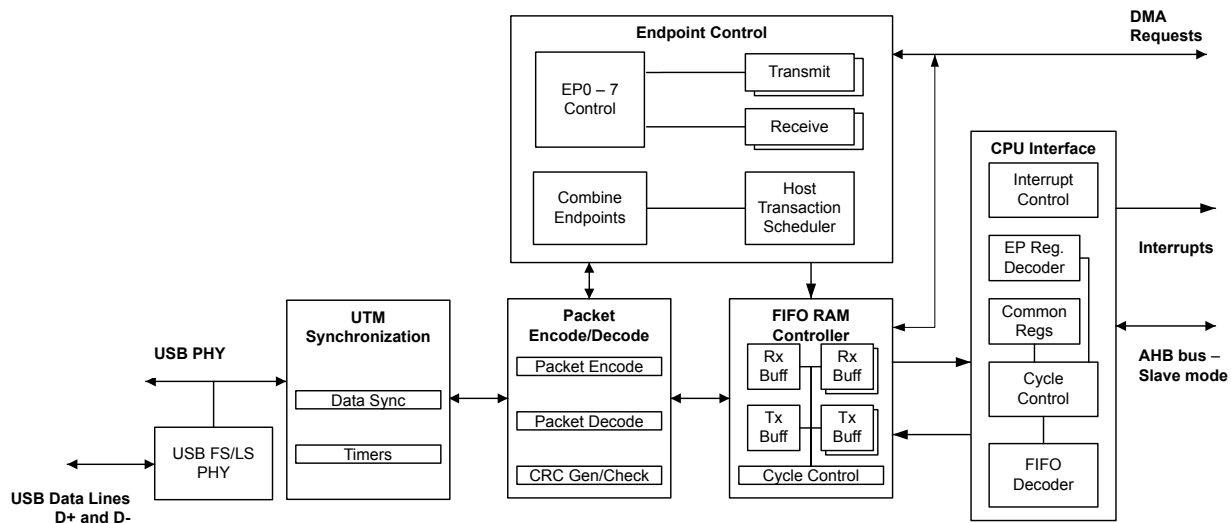 Endpoint Control
EP0 – 7
Control
Transmit
Receive
Combine
Endpoints
Host
Transaction
Scheduler
DMA
Requests
CPU Interface
Interrupt
Control
EP Reg.
Decoder
Common
Regs
Cycle
Control
FIFO
Decoder
Interrupts
AHB bus –
Slave mode
UTM
Synchronization
Data Sync
Timers
Packet
Encode/Decode
Packet Encode
Packet Decode
CRC Gen/Check
FIFO RAM
Controller
Rx
Buff
Rx
Buff
Tx
Buff
Tx
Buff
Cycle Control
USB PHY
USB FS/LS
PHY
USB Data Lines
D+ and D-